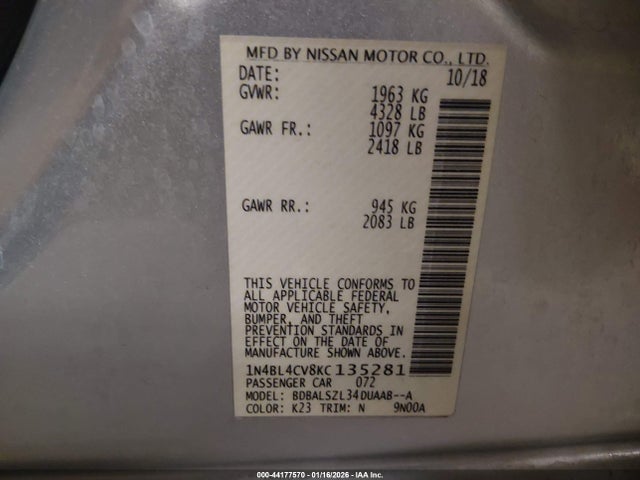 MFD BY NISSAN MOTOR CO., LTD.
DATE: 10/18
GVWR: 1963 KG
4328 LB
GAWR FR.: 1097 KG
2418 LB
GAWR RR.: 945 KG
2083 LB
THIS VEHICLE CONFORMS TO
ALL APPLICABLE FEDERAL
MOTOR VEHICLE SAFETY,
BUMPER, AND THEFT
PREVENTION STANDARDS IN
EFFECT ON THE DATE OF
MANUFACTURE SHOWN ABOVE.
1N4BL4CV8KC135281
PASSENGER CAR 072
MODEL: BDBALSZL34DUAAB--A
COLOR: K23 TRIM: N 9N00A
000-44177570 - 01/16/2026 - IAA Inc.